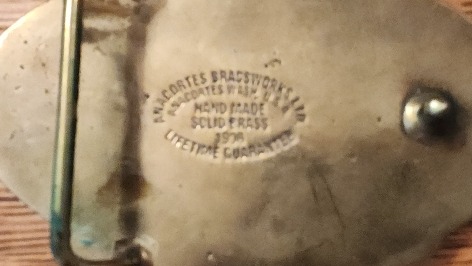 ANACORTES BRASSWORKS LTD.
ANACORTES WASH. U.S.A.
HAND MADE
SOLID BRASS
LIFETIME GUARANTEE